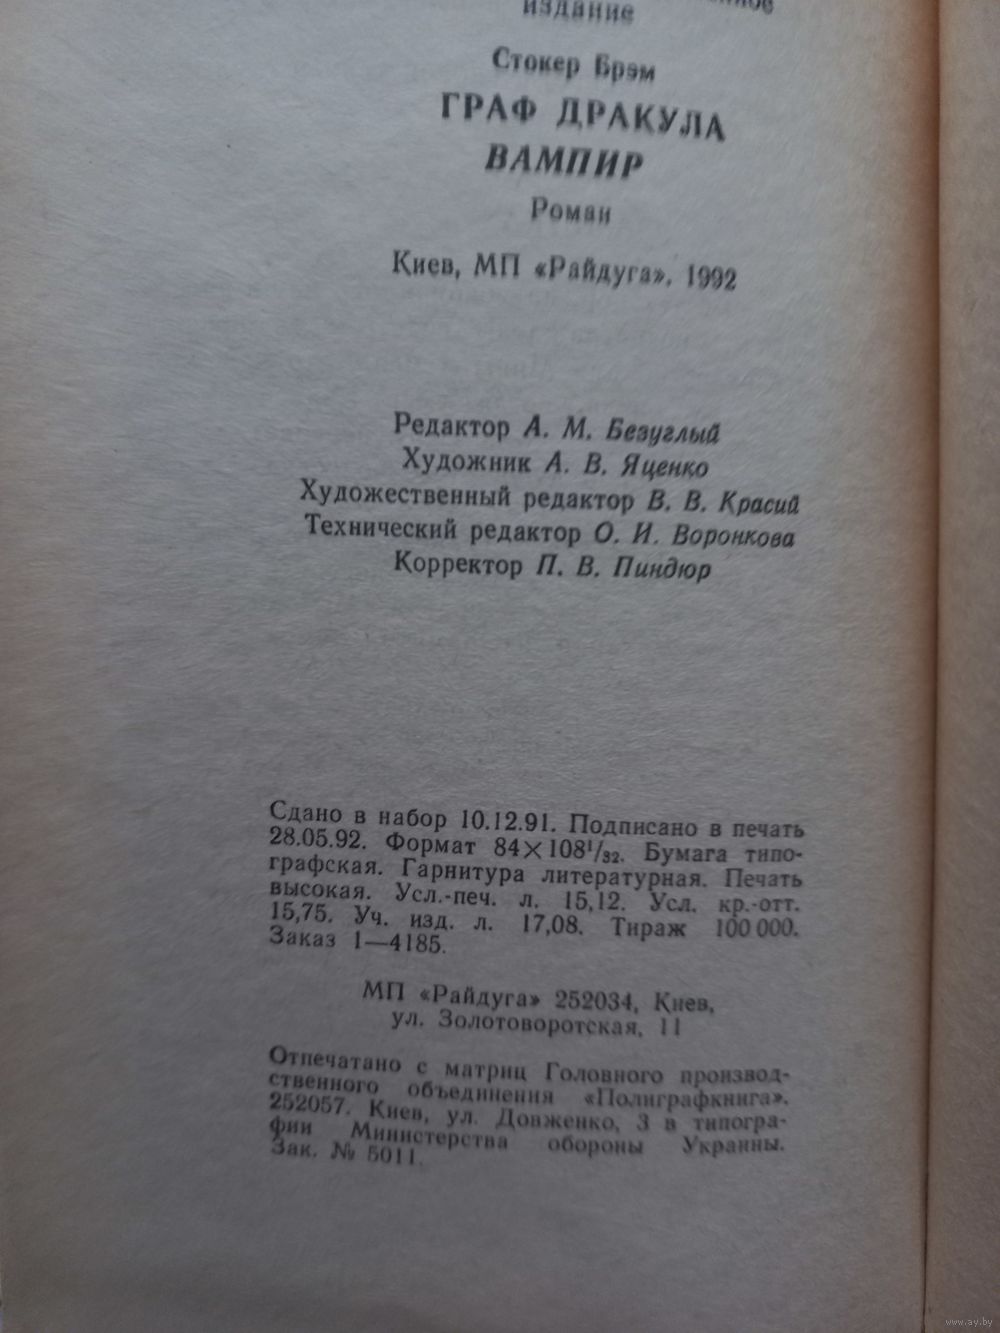 издание
Стокер Брэм
ГРАФ ДРАКУЛА
ВАМПИР
Роман
Киев, МП «Райдуга», 1992
Редактор А. М. Безуглый
Художник А. В. Яценко
Художественный редактор В. В. Красий
Технический редактор О. И. Воронкова
Корректор П. В. Пиндюр
Сдано в набор 10.12.91. Подписано в печать
28.05.92. Формат 84×108¹/₃₂. Бумага типо-
графская. Гарнитура литературная. Печать
высокая. Усл.-печ. л. 15,12. Усл. кр.-отт.
15,75. Уч. изд. л. 17,08. Тираж 100 000.
Заказ 1—4185.
МП «Райдуга» 252034, Киев,
ул. Золотоворотская, 11
Отпечатано с матриц Головного производ-
ственного объединения «Полиграфкнига».
252057. Киев, ул. Довженко, 3 в типогра-
фии Министерства обороны Украины.
Зак. № 5011.
www.ay.by